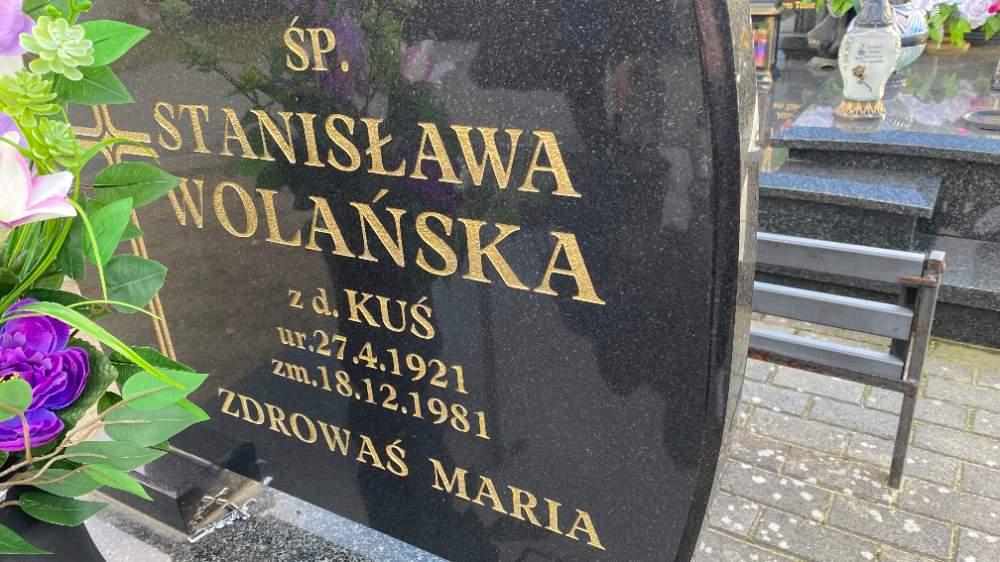 ŚP.
STANISŁAWA
WOLAŃSKA
z d. KUŚ
ur.27.4.1921
zm.18.12.1981
ZDROWAŚ MARIA